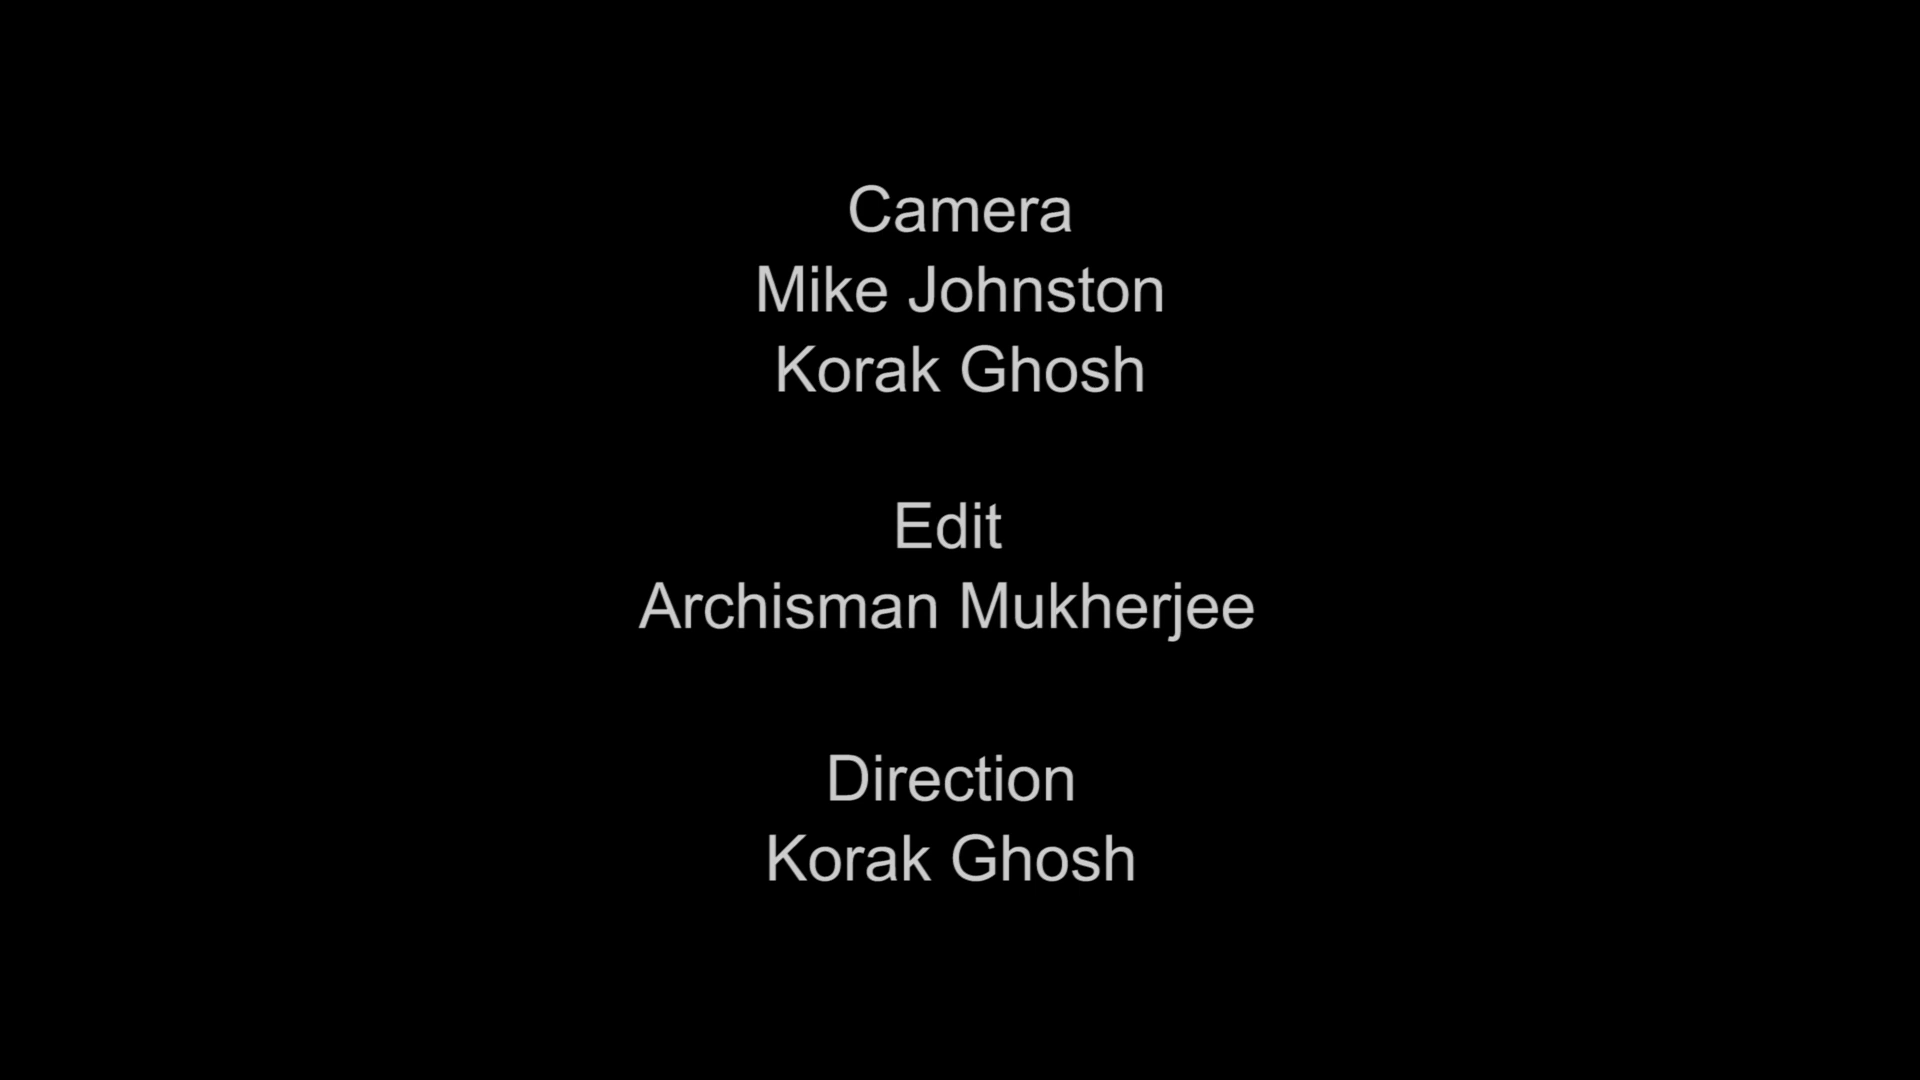 Camera
Mike Johnston
Korak Ghosh
Edit
Archisman Mukherjee
Direction
Korak Ghosh